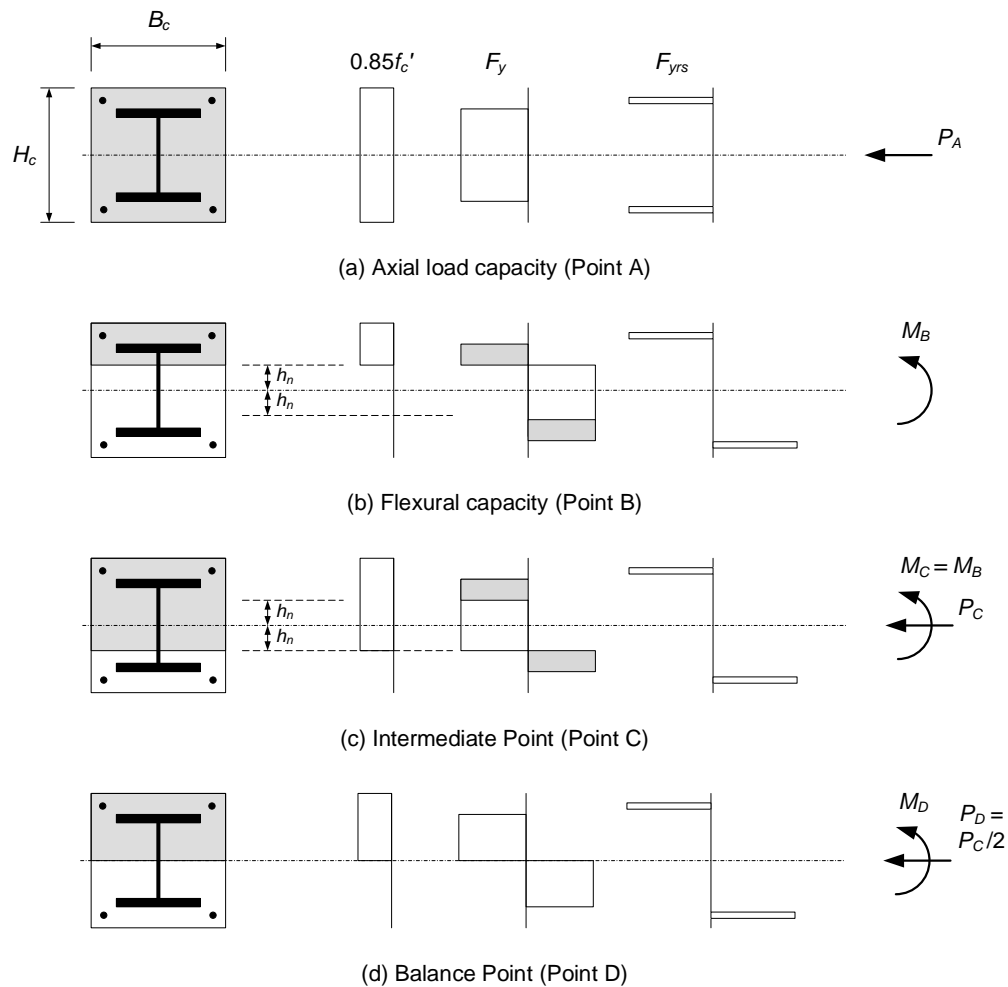 B_c
0.85f_c'
F_y
F_yrs
H_c
P_A
(a) Axial load capacity (Point A)
M_B
h_n
h_n
(b) Flexural capacity (Point B)
M_C = M_B
h_n
P_C
h_n
(c) Intermediate Point (Point C)
M_D
P_D =
P_C/2
(d) Balance Point (Point D)